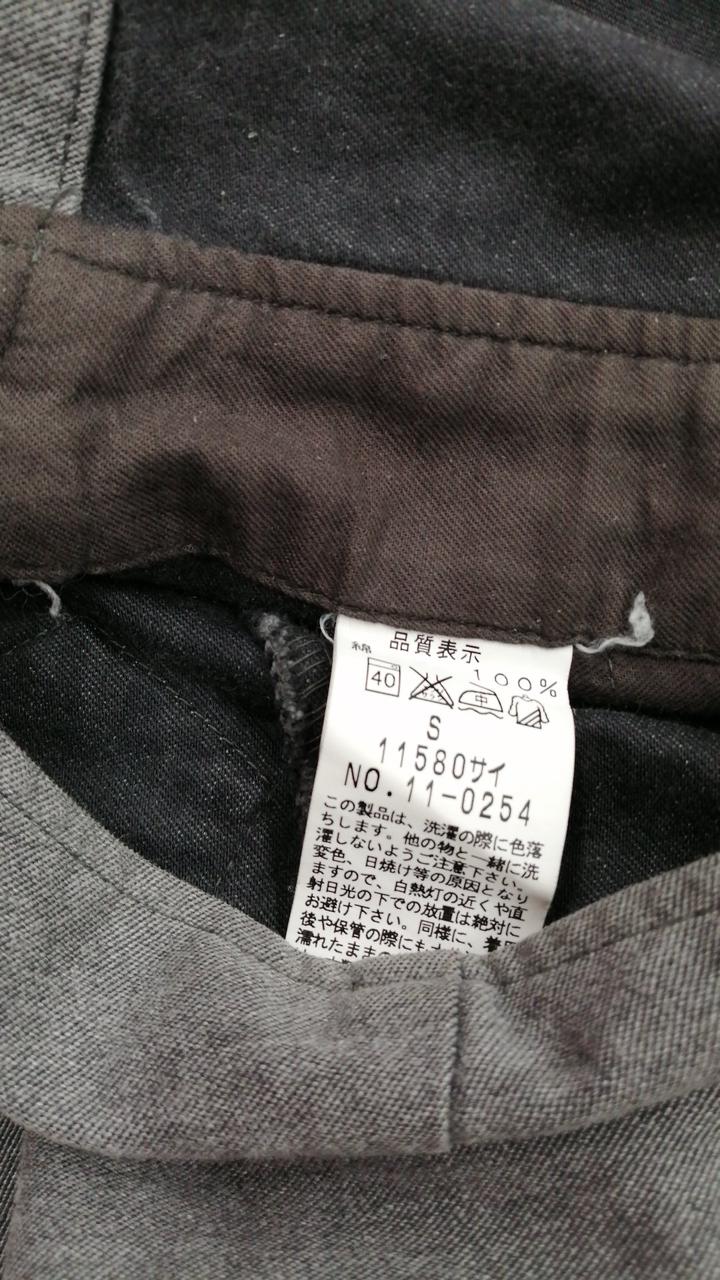 品質表示
綿 100%
40
中
S
11580サイ
NO.11-0254
この製品は、洗濯の際に色落
ちします。他の物と一緒に洗
濯しないようご注意下さい。
変色、日焼け等の原因となり
ますので、白熱灯の近くや直
射日光の下での放置は絶対に
お避け下さい。同様に、着用
後や保管の際にも
濡れたまま